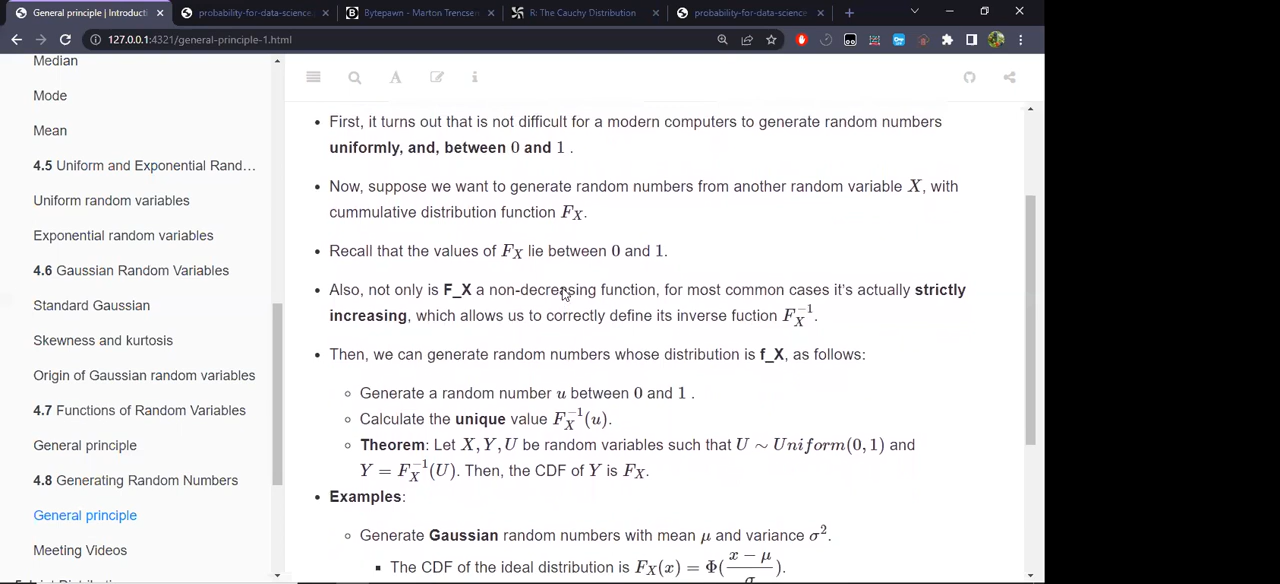 General principle | Introducti
probability-for-data-science.
Bytepawn - Marton Trencsen
R: The Cauchy Distribution
probability-for-data-science.
127.0.0.1:4321/general-principle-1.html
Median
Mode
Mean
4.5 Uniform and Exponential Rand…
Uniform random variables
Exponential random variables
4.6 Gaussian Random Variables
Standard Gaussian
Skewness and kurtosis
Origin of Gaussian random variables
4.7 Functions of Random Variables
General principle
4.8 Generating Random Numbers
General principle
Meeting Videos
• First, it turns out that is not difficult for a modern computers to generate random numbers
uniformly, and, between 0 and 1 .
• Now, suppose we want to generate random numbers from another random variable X, with
cummulative distribution function F_X.
• Recall that the values of F_X lie between 0 and 1.
• Also, not only is F_X a non-decreasing function, for most common cases it's actually strictly
increasing, which allows us to correctly define its inverse fuction F_X^{-1}.
• Then, we can generate random numbers whose distribution is f_X, as follows:
◦ Generate a random number u between 0 and 1 .
◦ Calculate the unique value F_X^{-1}(u).
◦ Theorem: Let X, Y, U be random variables such that U ∼ Uniform(0, 1) and
Y = F_X^{-1}(U). Then, the CDF of Y is F_X.
• Examples:
◦ Generate Gaussian random numbers with mean μ and variance σ².
▪ The CDF of the ideal distribution is F_X(x) = Φ((x − μ)/σ).